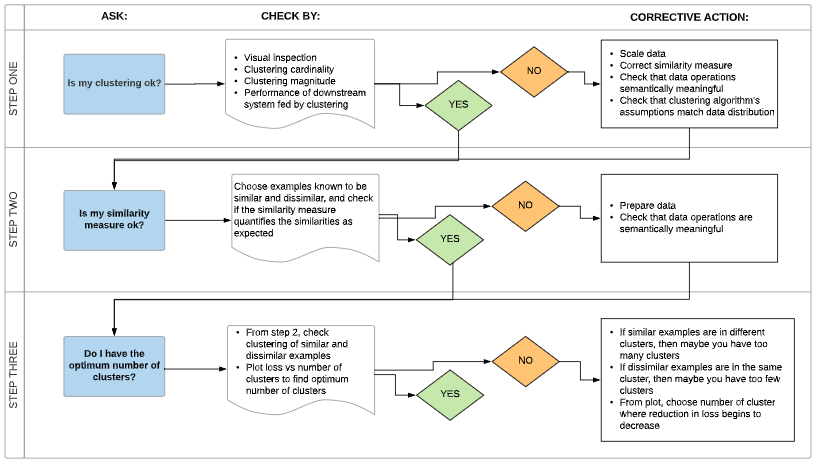 ASK:
CHECK BY:
CORRECTIVE ACTION:
STEP ONE
Is my clustering ok?
• Visual inspection
• Clustering cardinality
• Clustering magnitude
• Performance of downstream
system fed by clustering
NO
YES
• Scale data
• Correct similarity measure
• Check that data operations
semantically meaningful
• Check that clustering algorithm's
assumptions match data distribution
STEP TWO
Is my similarity
measure ok?
Choose examples known to be
similar and dissimilar, and check
if the similarity measure
quantifies the similarities as
expected
NO
YES
• Prepare data
• Check that data operations are
semantically meaningful
STEP THREE
Do I have the
optimum number of
clusters?
• From step 2, check
clustering of similar and
dissimilar examples
• Plot loss vs number of
clusters to find optimum
number of clusters
NO
YES
• If similar examples are in different
clusters, then maybe you have too
many clusters
• If dissimilar examples are in the same
cluster, then maybe you have too few
clusters
• From plot, choose number of cluster
where reduction in loss begins to
decrease